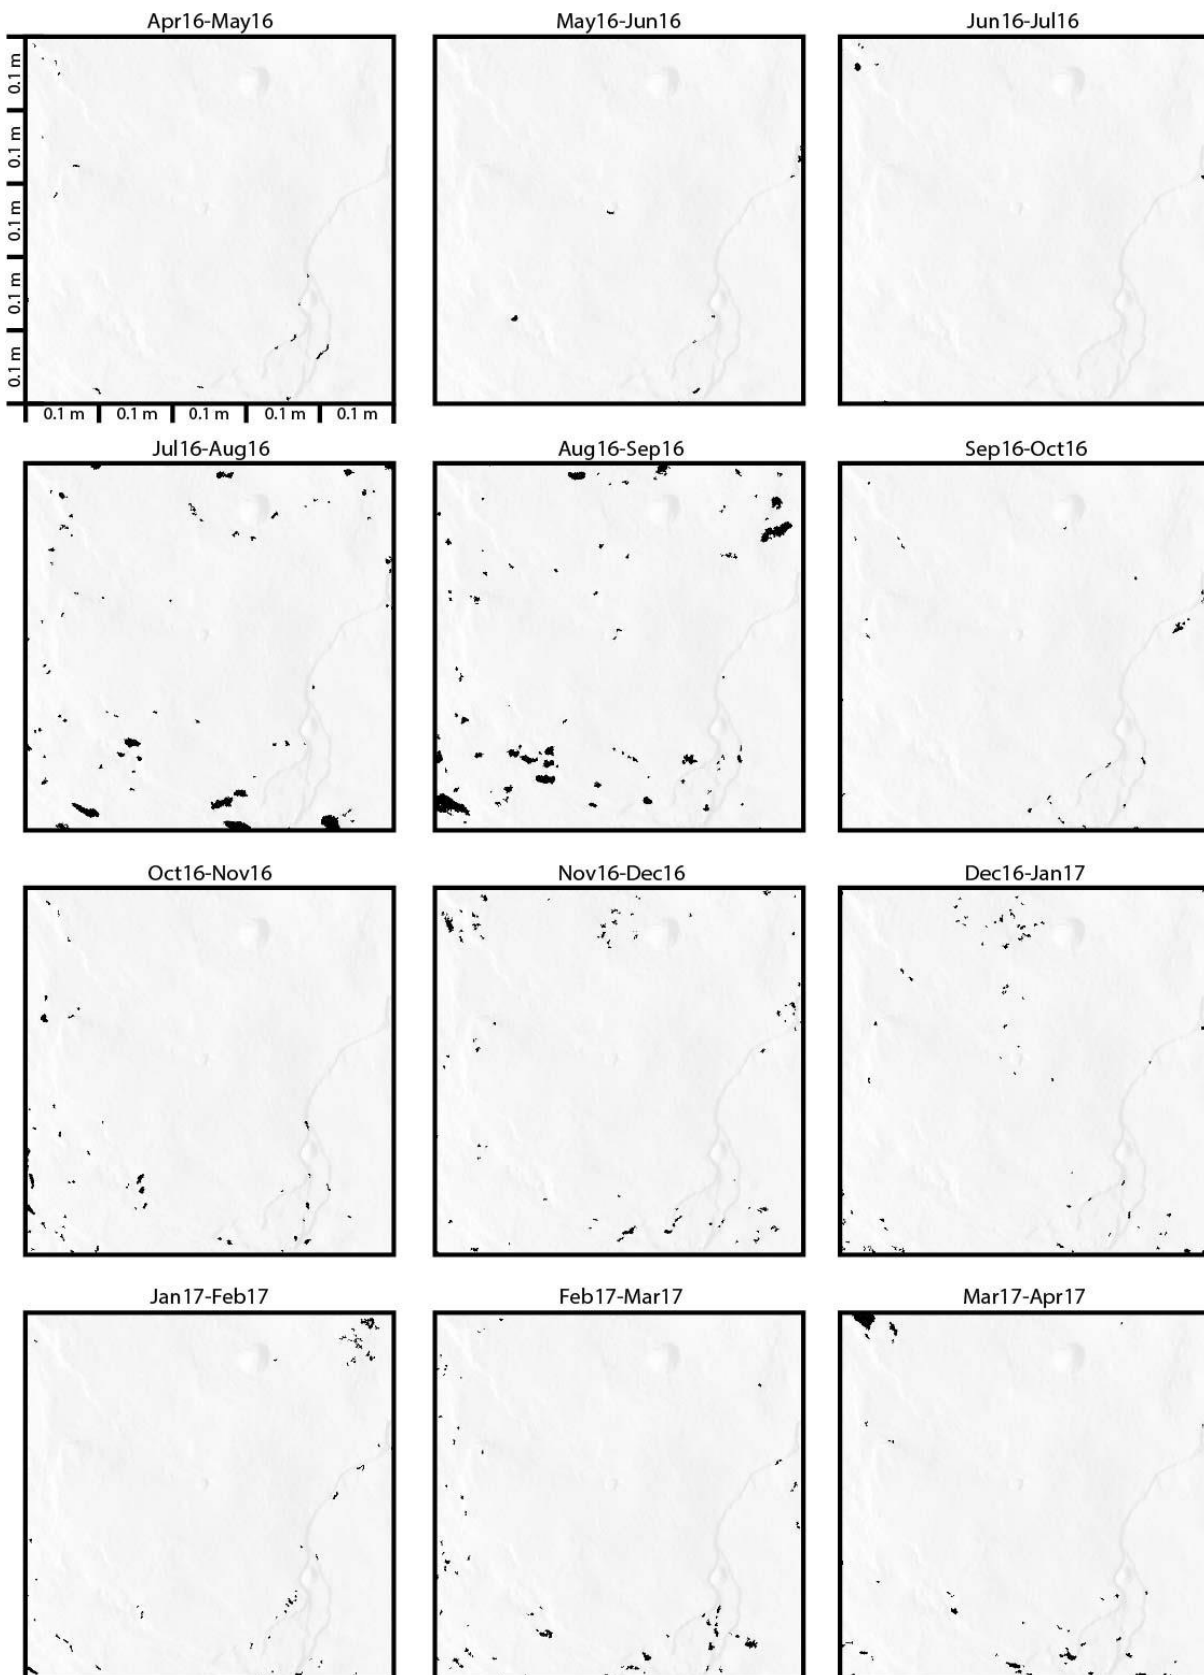 Apr16-May16
May16-Jun16
Jun16-Jul16
0.1 m
0.1 m
0.1 m
0.1 m
0.1 m
0.1 m
0.1 m
0.1 m
0.1 m
0.1 m
Jul16-Aug16
Aug16-Sep16
Sep16-Oct16
Oct16-Nov16
Nov16-Dec16
Dec16-Jan17
Jan17-Feb17
Feb17-Mar17
Mar17-Apr17